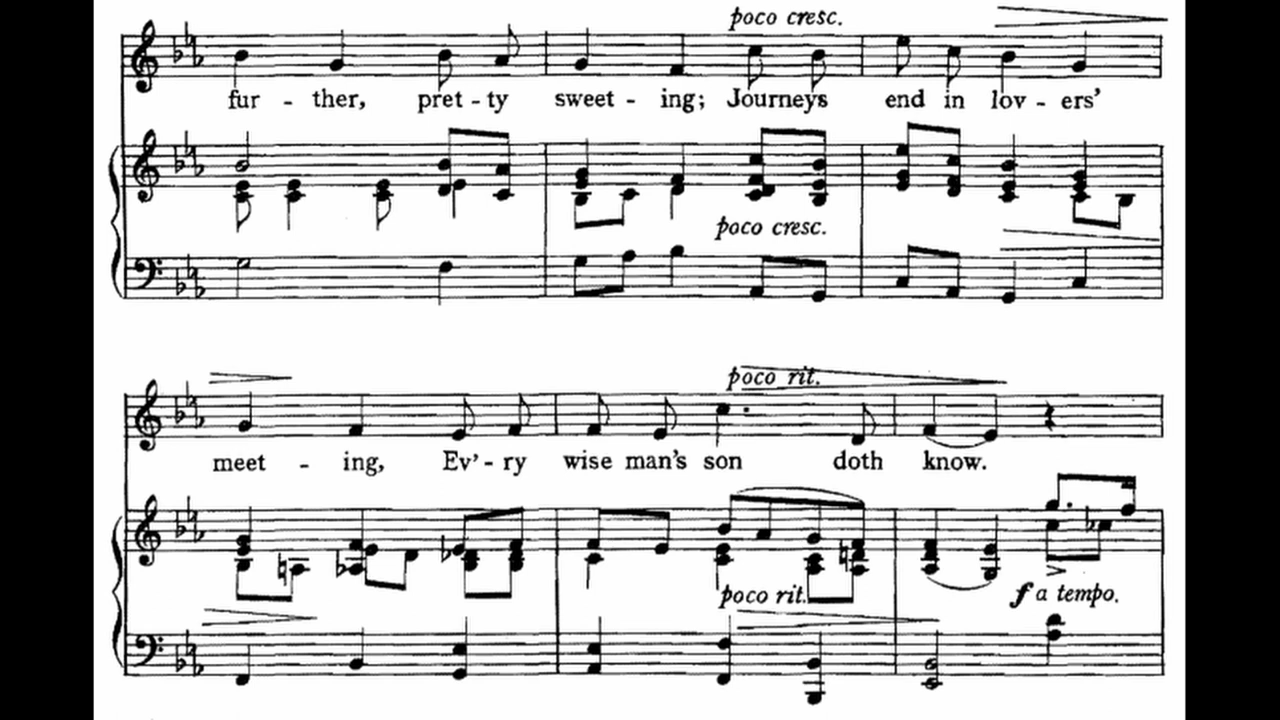 poco cresc.
fur - ther, pret - ty sweet - ing; Journeys end in lov - ers'
poco cresc.
poco rit.
meet - ing, Ev' - ry wise man's son doth know.
poco rit.
f a tempo.